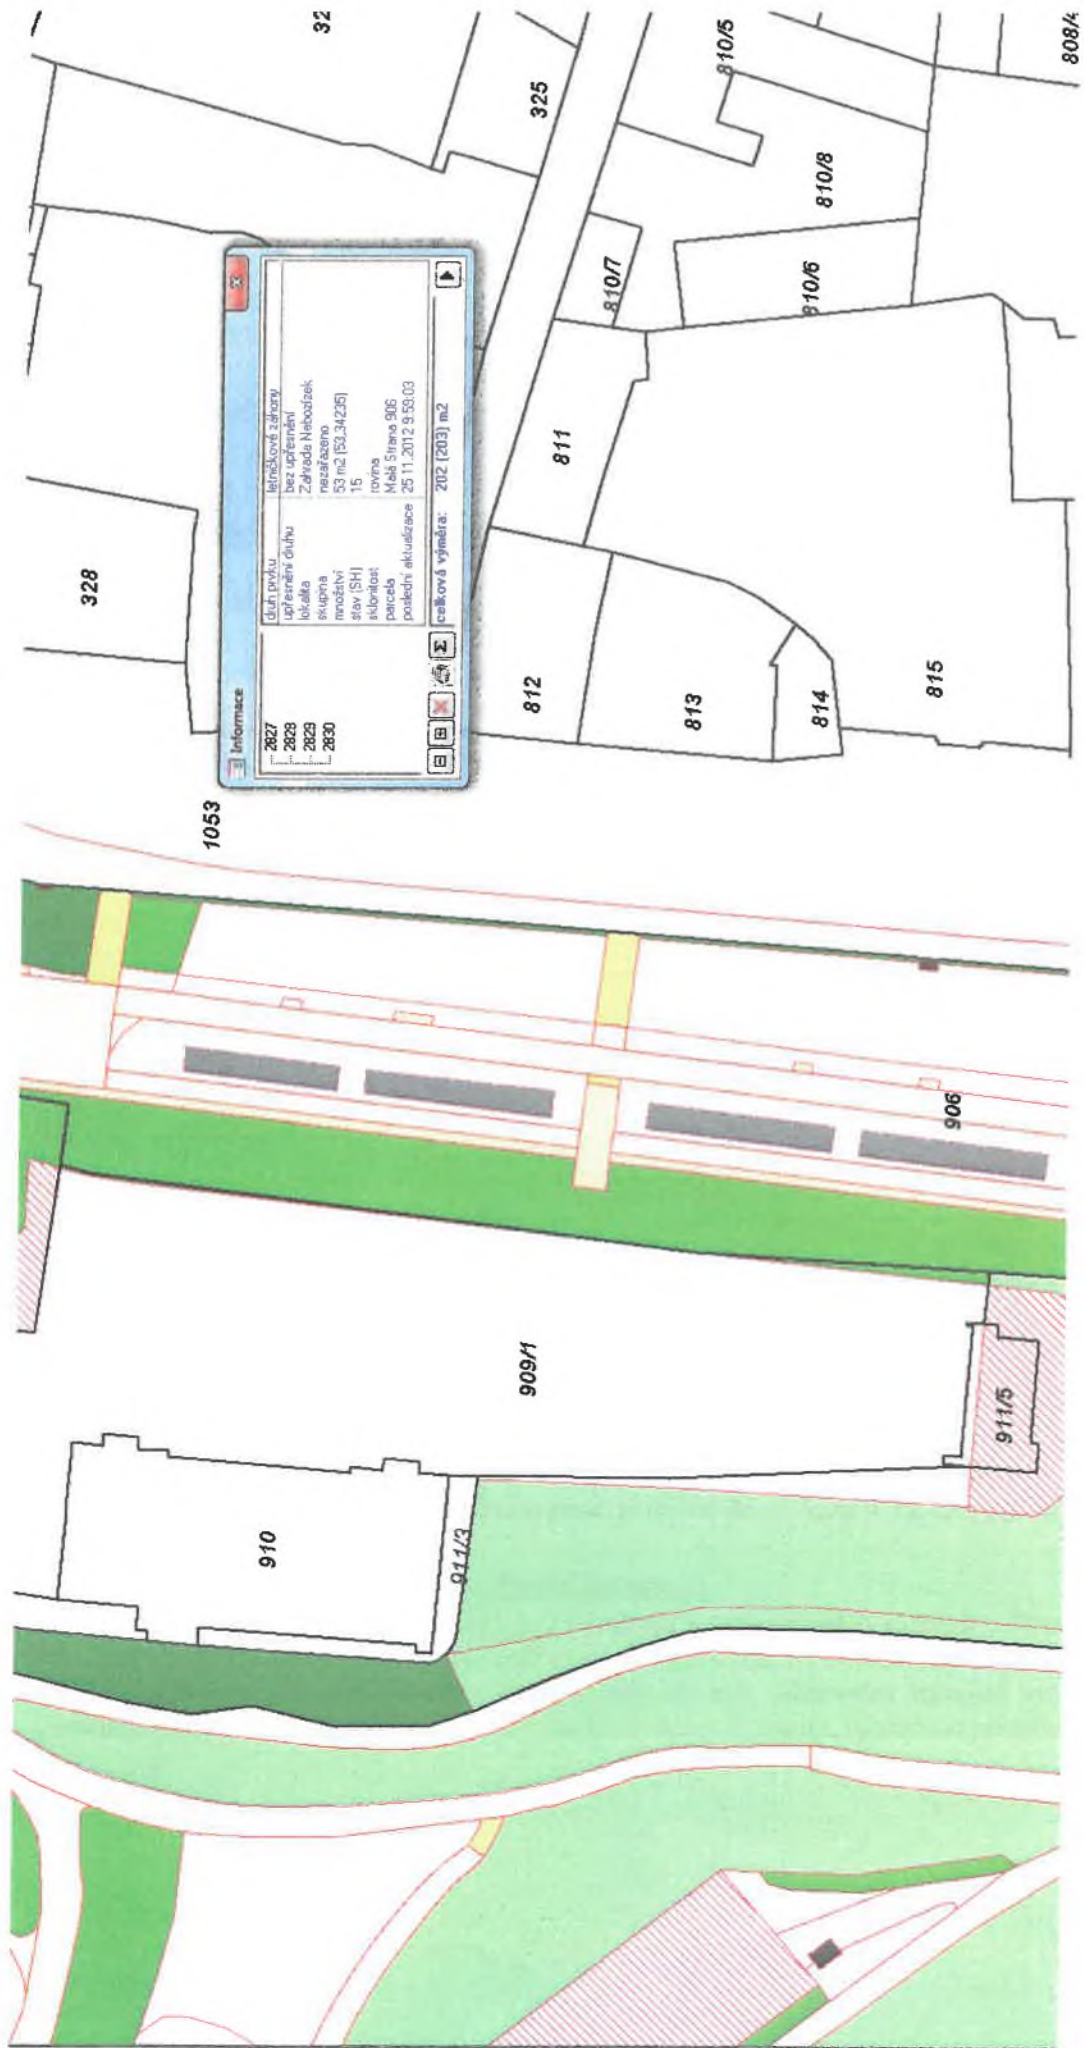 Informace
2827
2828
2829
2830
druh prvku letničkové záhony
upřesnění druhu bez upřesnění
lokalita Zahrada Nebozízek
skupina nezařazeno
množství 53 m2 (53,34235)
stav (SH) 15
sklonitost rovina
parcela Malá Strana 906
poslední aktualizace 25 11.2012 9:59:03
celková výměra: 202 (203) m2
Σ
328
32
325
1053
812
811
813
814
815
810/5
810/7
810/8
810/6
808/4
906
909/1
910
911/3
911/5